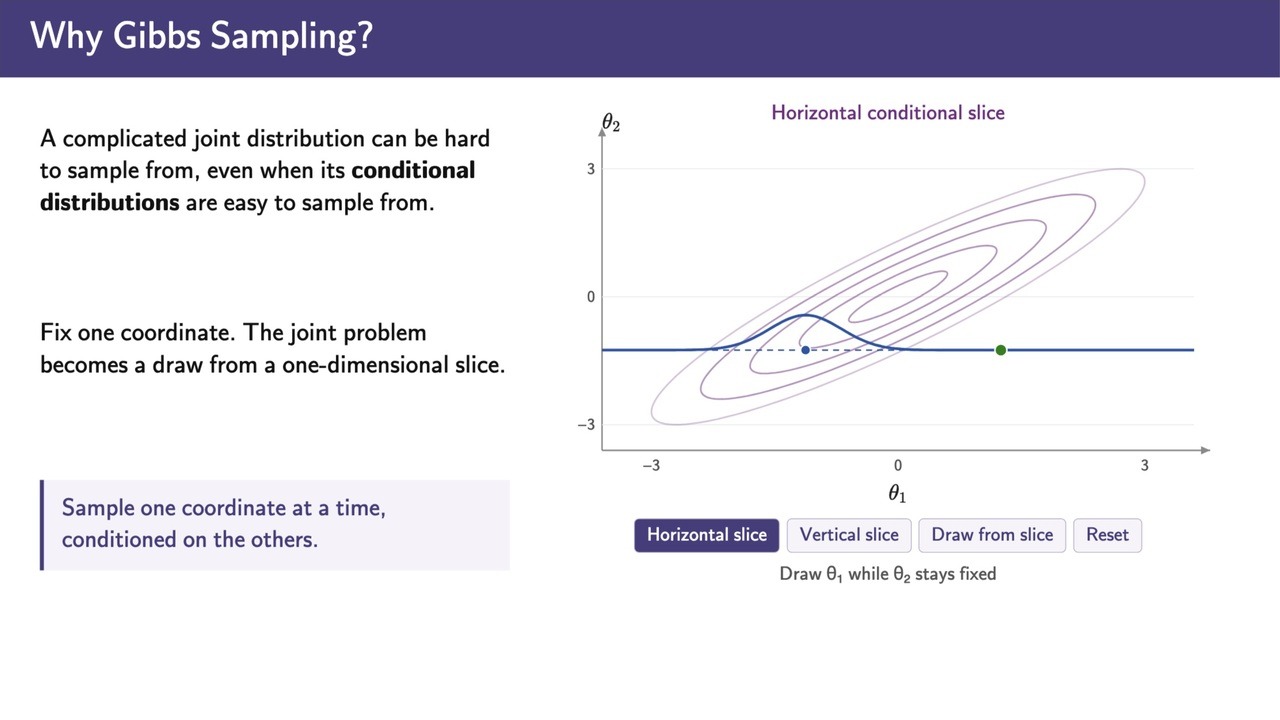 Why Gibbs Sampling?
A complicated joint distribution can be hard
to sample from, even when its conditional
distributions are easy to sample from.
Fix one coordinate. The joint problem
becomes a draw from a one-dimensional slice.
Sample one coordinate at a time,
conditioned on the others.
Horizontal conditional slice
θ₂
3
0
−3
−3
0
3
θ₁
Horizontal slice
Vertical slice
Draw from slice
Reset
Draw θ₁ while θ₂ stays fixed